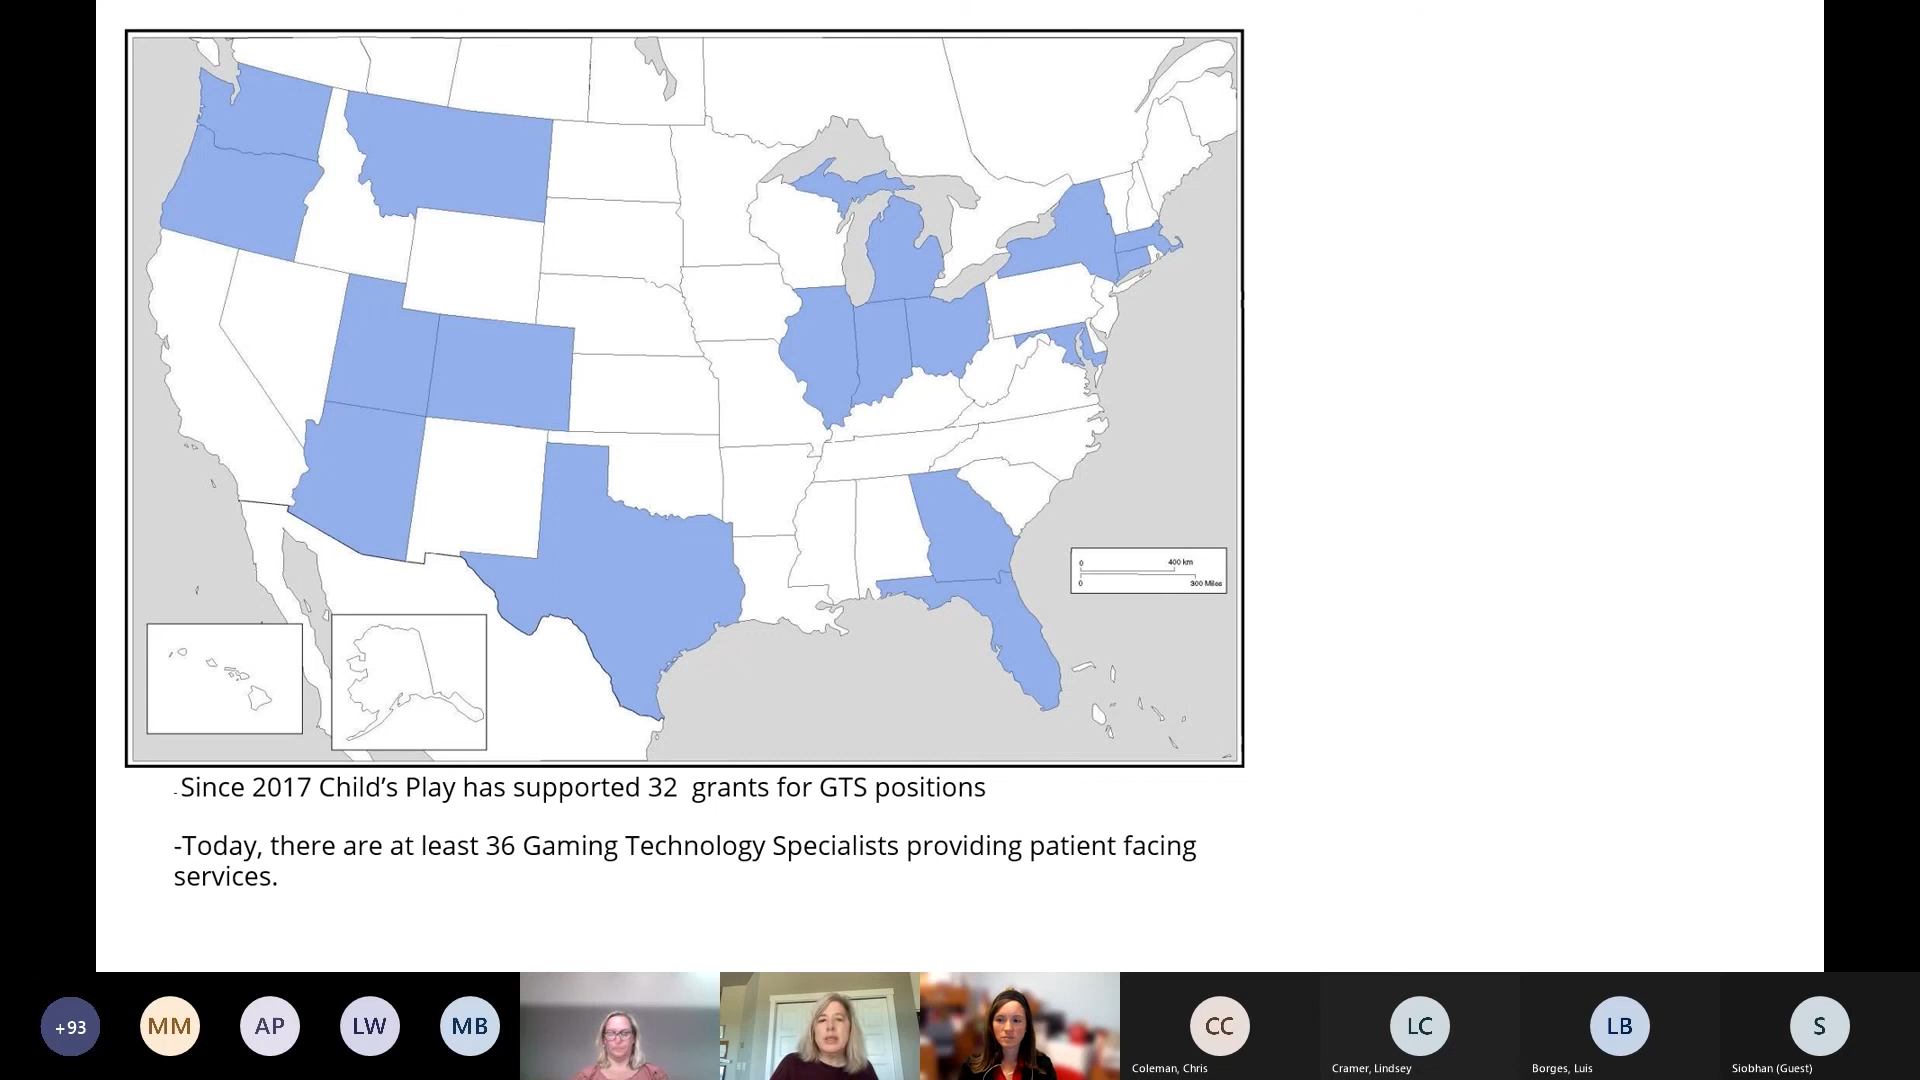 0
400 km
0
300 Miles
- Since 2017 Child's Play has supported 32  grants for GTS positions
-Today, there are at least 36 Gaming Technology Specialists providing patient facing
services.
+93
MM
AP
LW
MB
CC
LC
LB
S
Coleman, Chris
Cramer, Lindsey
Borges, Luis
Siobhan (Guest)